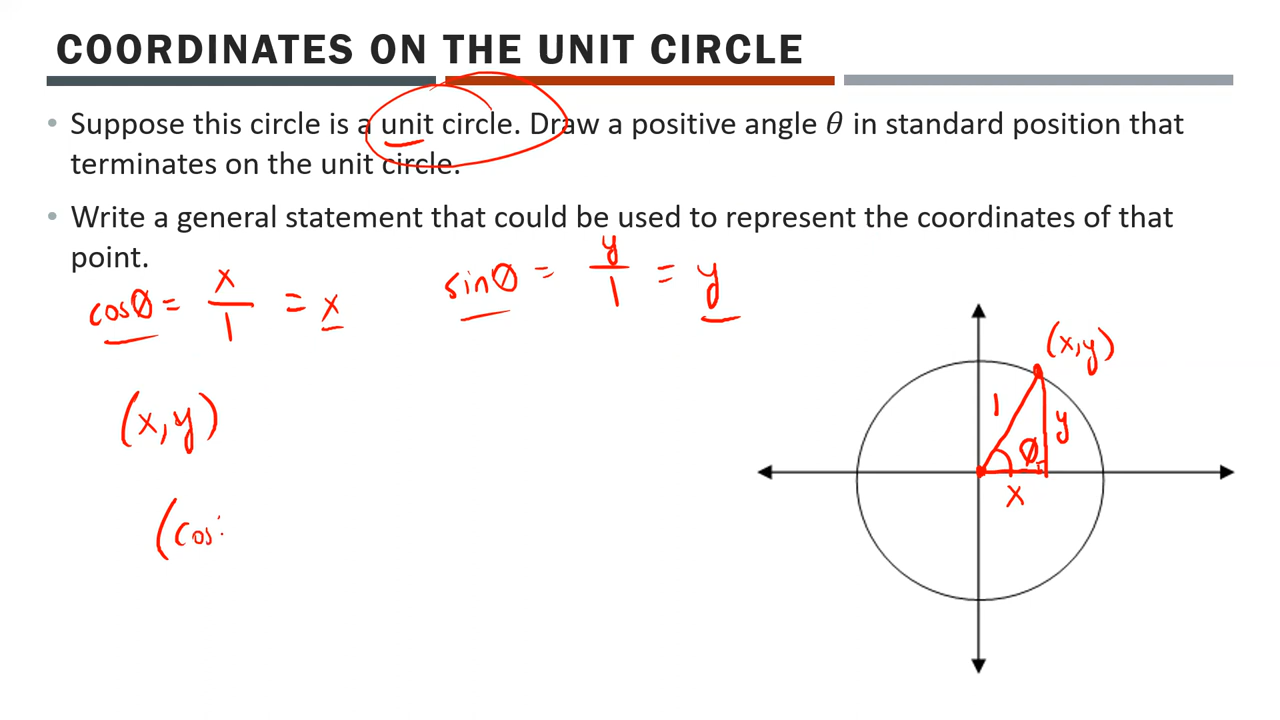 COORDINATES ON THE UNIT CIRCLE
• Suppose this circle is a unit circle. Draw a positive angle θ in standard position that
terminates on the unit circle.
• Write a general statement that could be used to represent the coordinates of that
point.
cosθ = x/1 = x
sinθ = y/1 = y
(x,y)
(cos
(x,y)
1
y
θ
x